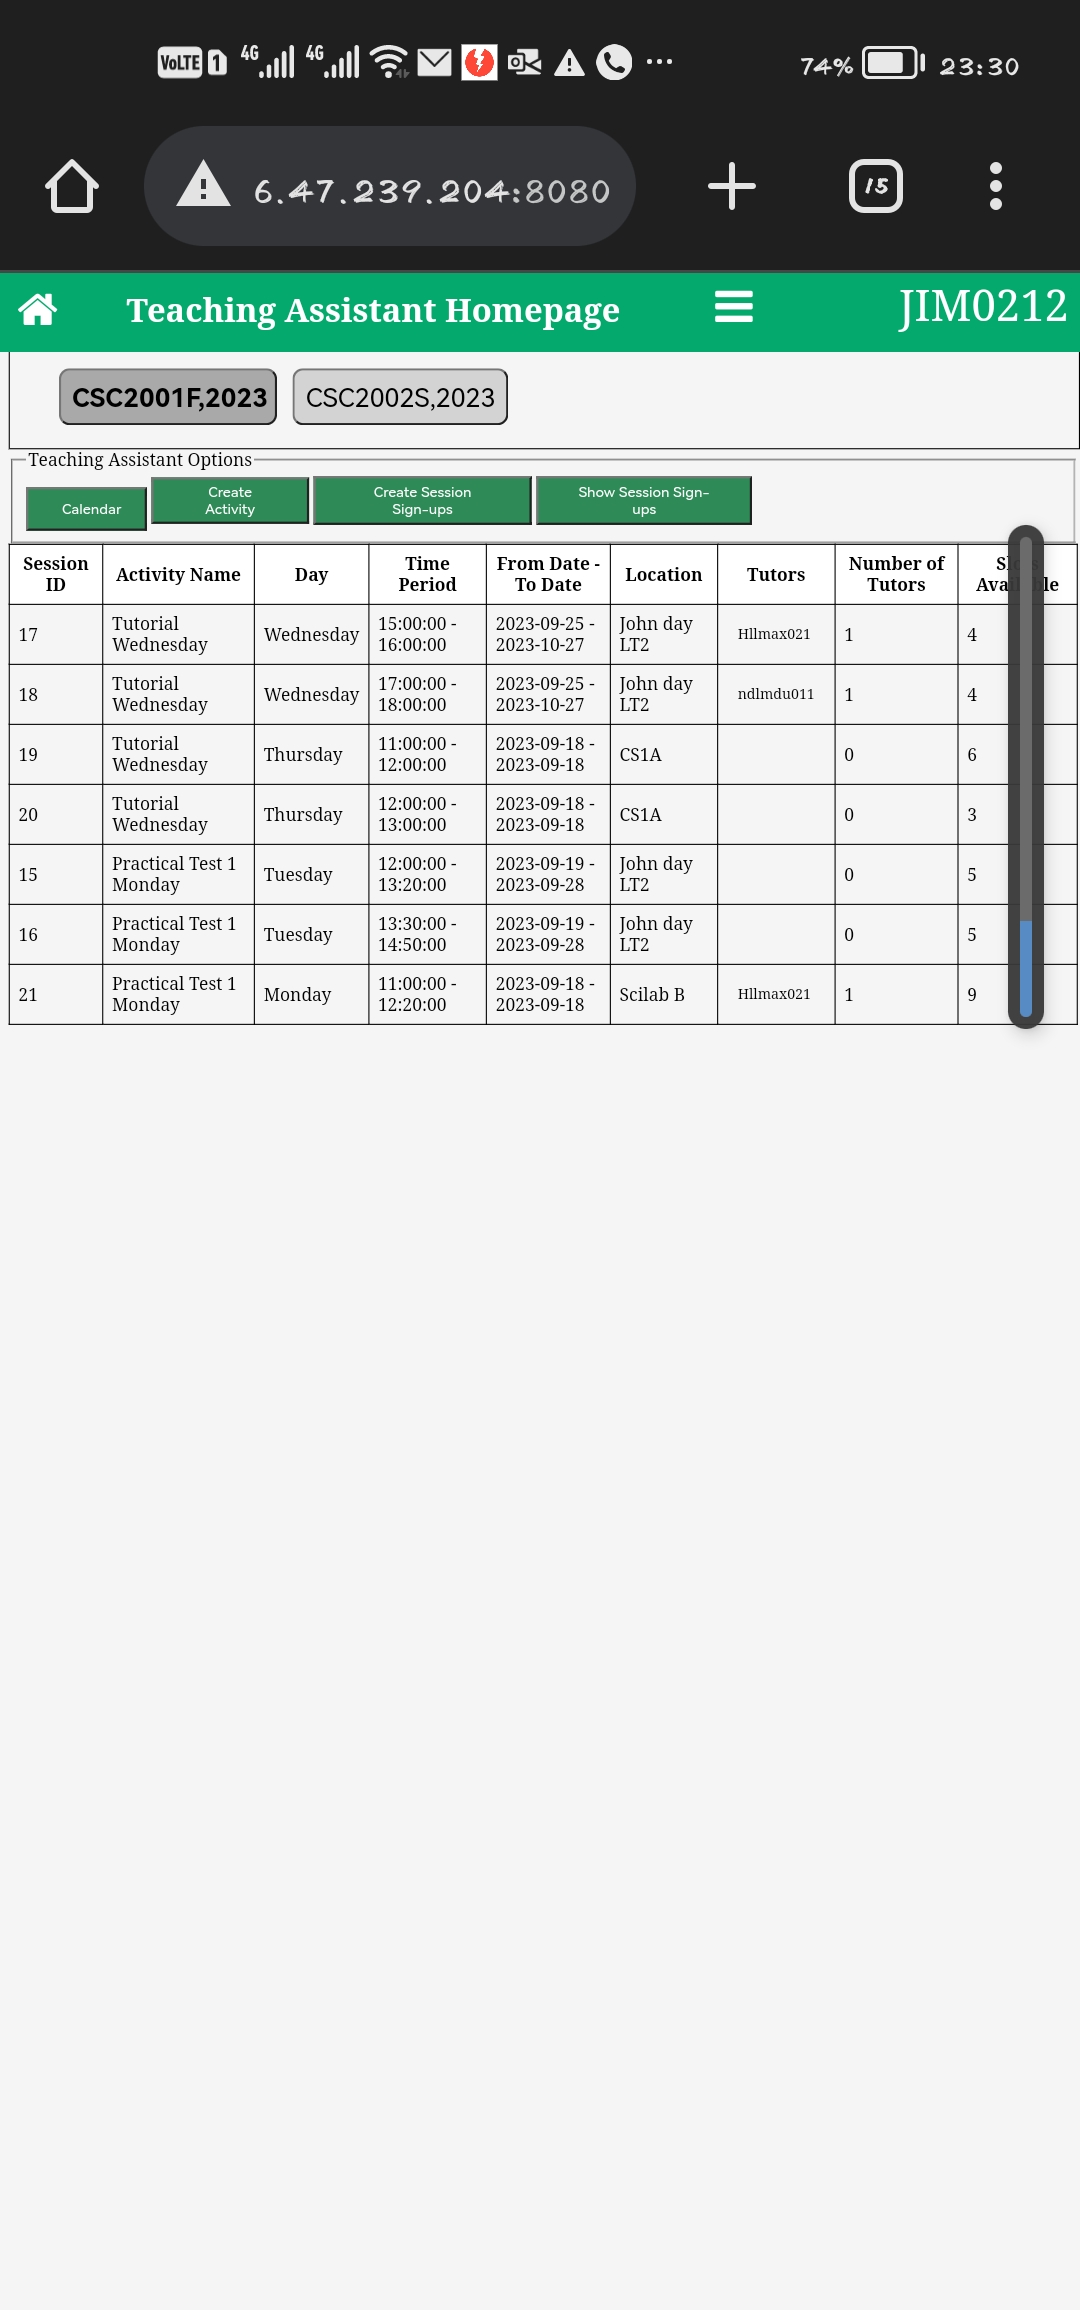 VoLTE 1 4G 4G 74% 23:30
6.47.239.204:8080 15
Teaching Assistant Homepage JIM0212
CSC2001F,2023 CSC2002S,2023
Teaching Assistant Options
Calendar Create Activity Create Session Sign-ups Show Session Sign-ups
Session ID Activity Name Day Time Period From Date - To Date Location Tutors Number of Tutors
17 Tutorial Wednesday Wednesday 15:00:00 - 16:00:00 2023-09-25 - 2023-10-27 John day LT2 Hllmax021 1 4
18 Tutorial Wednesday Wednesday 17:00:00 - 18:00:00 2023-09-25 - 2023-10-27 John day LT2 ndlmdu011 1 4
19 Tutorial Wednesday Thursday 11:00:00 - 12:00:00 2023-09-18 - 2023-09-18 CS1A 0 6
20 Tutorial Wednesday Thursday 12:00:00 - 13:00:00 2023-09-18 - 2023-09-18 CS1A 0 3
15 Practical Test 1 Monday Tuesday 12:00:00 - 13:20:00 2023-09-19 - 2023-09-28 John day LT2 0 5
16 Practical Test 1 Monday Tuesday 13:30:00 - 14:50:00 2023-09-19 - 2023-09-28 John day LT2 0 5
21 Practical Test 1 Monday Monday 11:00:00 - 12:20:00 2023-09-18 - 2023-09-18 Scilab B Hllmax021 1 9